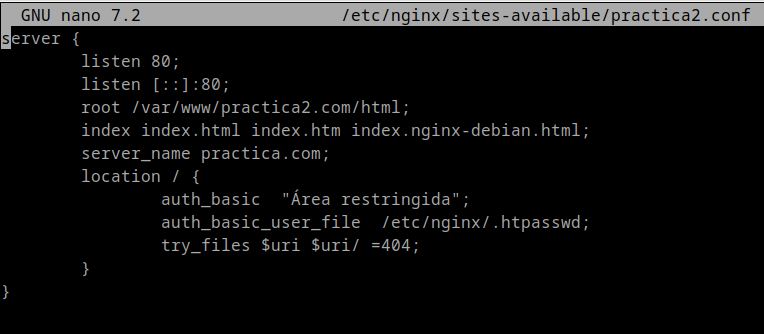 GNU nano 7.2 /etc/nginx/sites-available/practica2.conf
server {
listen 80;
listen [::]:80;
root /var/www/practica2.com/html;
index index.html index.htm index.nginx-debian.html;
server_name practica.com;
location / {
auth_basic  "Área restringida";
auth_basic_user_file  /etc/nginx/.htpasswd;
try_files $uri $uri/ =404;
}
}